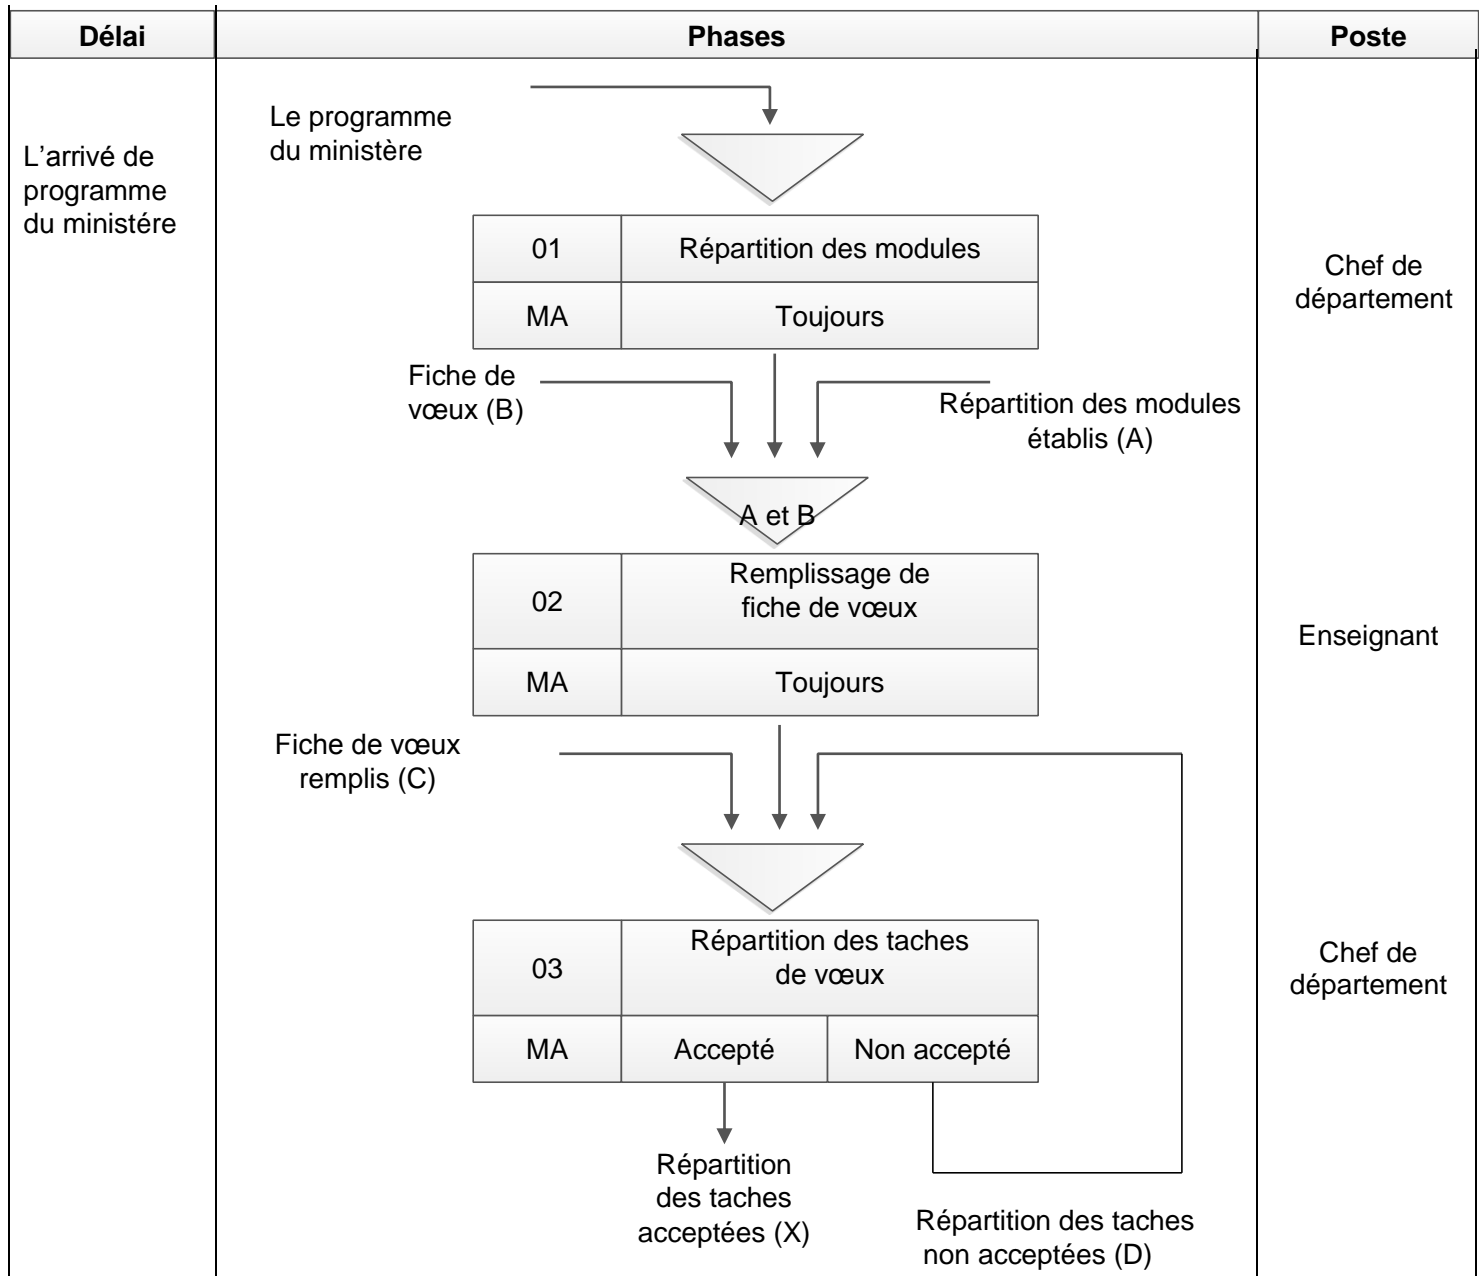 Délai
Phases
Poste
Le programme
du ministère
L'arrivé de
programme
du ministére
01
Répartition des modules
MA
Toujours
Chef de
département
Fiche de
vœux (B)
Répartition des modules
établis (A)
A et B
02
Remplissage de
fiche de vœux
MA
Toujours
Enseignant
Fiche de vœux
remplis (C)
03
Répartition des taches
de vœux
MA
Accepté
Non accepté
Chef de
département
Répartition
des taches
acceptées (X)
Répartition des taches
non acceptées (D)